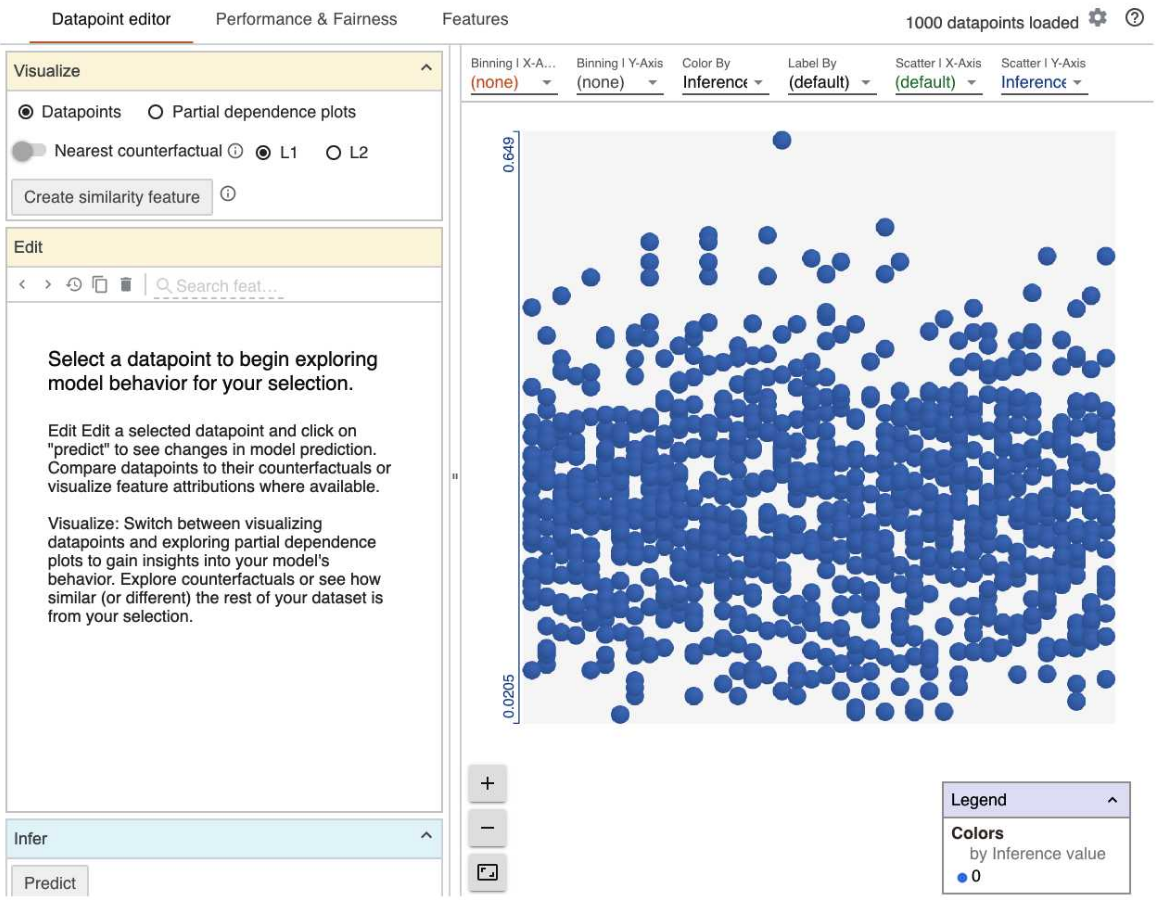 Datapoint editor Performance & Fairness Features 1000 datapoints loaded
Visualize
Datapoints Partial dependence plots
Nearest counterfactual L1 L2
Create similarity feature
Edit
Search feat...
Select a datapoint to begin exploring
model behavior for your selection.
Edit Edit a selected datapoint and click on
"predict" to see changes in model prediction.
Compare datapoints to their counterfactuals or
visualize feature attributions where available.
Visualize: Switch between visualizing
datapoints and exploring partial dependence
plots to gain insights into your model's
behavior. Explore counterfactuals or see how
similar (or different) the rest of your dataset is
from your selection.
Infer
Predict
Binning | X-A... Binning | Y-Axis Color By Label By Scatter | X-Axis Scatter | Y-Axis
(none) (none) Inference (default) (default) Inference
0.649
0.0205
+
−
Legend
Colors
by Inference value
0